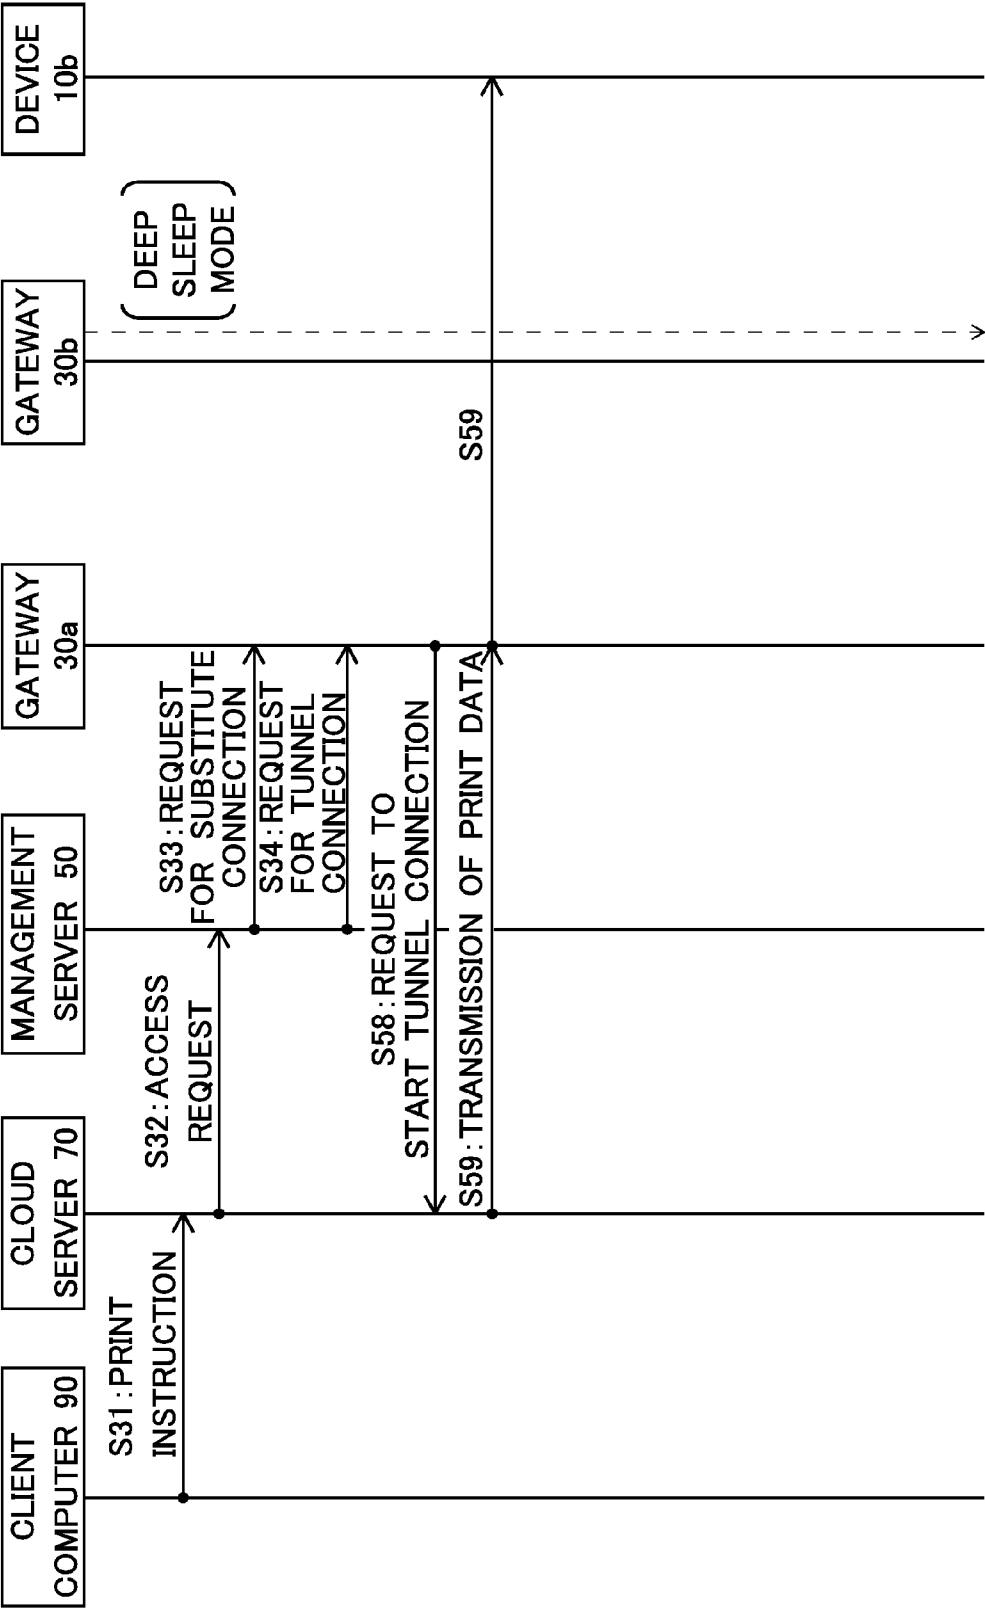 CLIENT
COMPUTER 90
CLOUD
SERVER 70
MANAGEMENT
SERVER 50
GATEWAY
30a
GATEWAY
30b
DEVICE
10b
DEEP
SLEEP
MODE
S31:PRINT
INSTRUCTION
S32:ACCESS
REQUEST
S33:REQUEST
FOR SUBSTITUTE
CONNECTION
S34:REQUEST
FOR TUNNEL
CONNECTION
S58:REQUEST TO
START TUNNEL CONNECTION
S59:TRANSMISSION OF PRINT DATA
S59